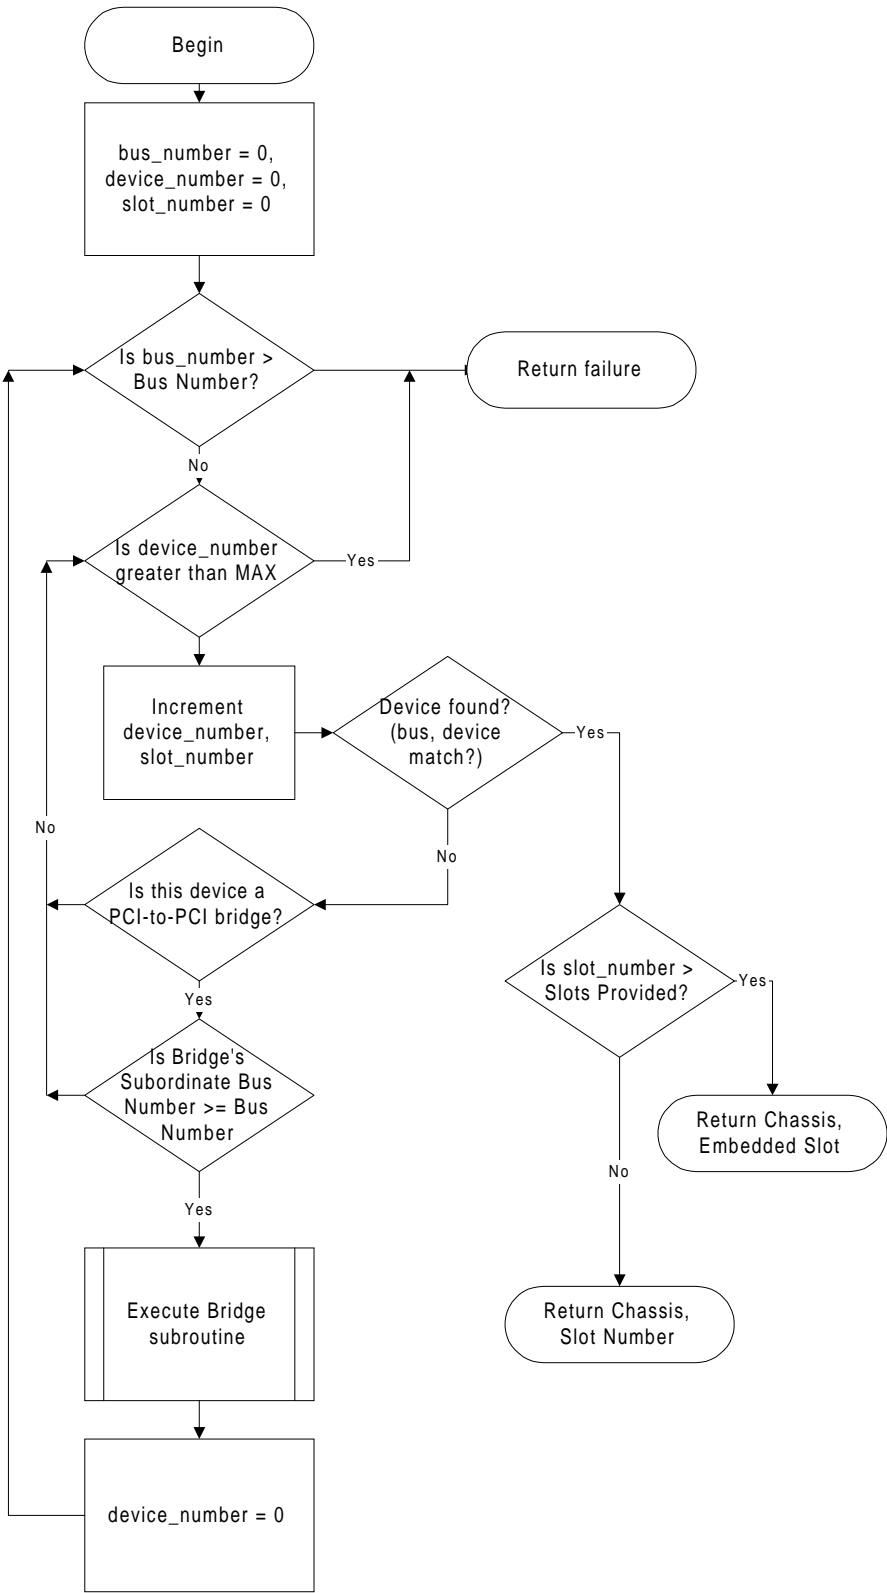 Begin
bus_number = 0,
device_number = 0,
slot_number = 0
Is bus_number >
Bus Number?
Return failure
No
Is device_number
greater than MAX
Yes
Increment
device_number,
slot_number
Device found?
(bus, device
match?)
Yes
No
No
Is this device a
PCI-to-PCI bridge?
Yes
Is slot_number >
Slots Provided?
Yes
Is Bridge's
Subordinate Bus
Number >= Bus
Number
Return Chassis,
Embedded Slot
No
Yes
Execute Bridge
subroutine
Return Chassis,
Slot Number
device_number = 0